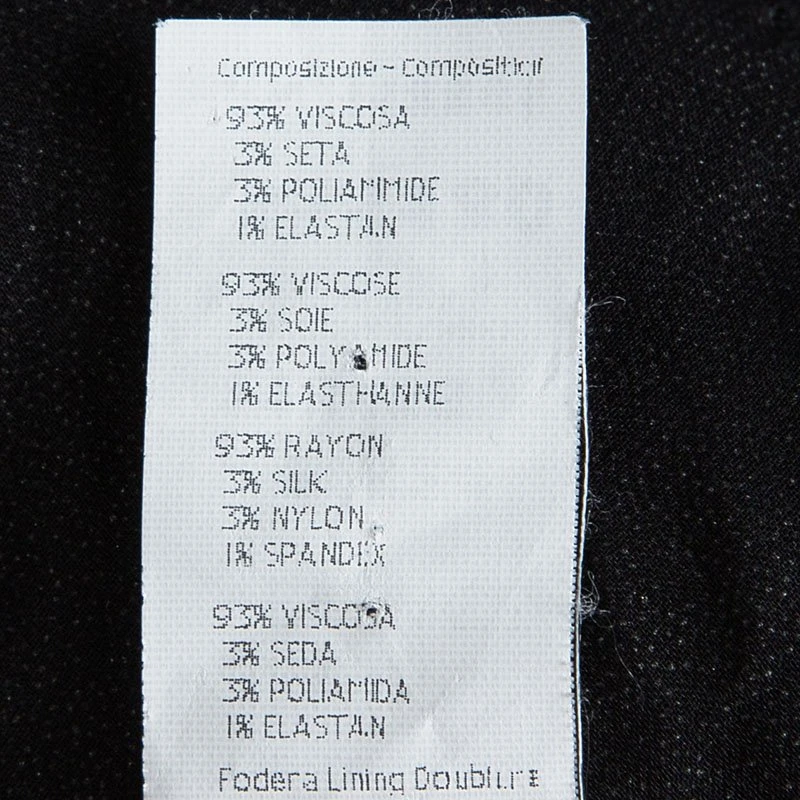 Composizione - Composition
93% VISCOSA
3% SETA
3% POLIAMMIDE
1% ELASTAN
93% VISCOSE
3% SOIE
3% POLYAMIDE
1% ELASTHANNE
93% RAYON
3% SILK
3% NYLON
1% SPANDEX
93% VISCOSA
3% SEDA
3% POLIAMIDA
1% ELASTAN
Fodera Lining Doublure